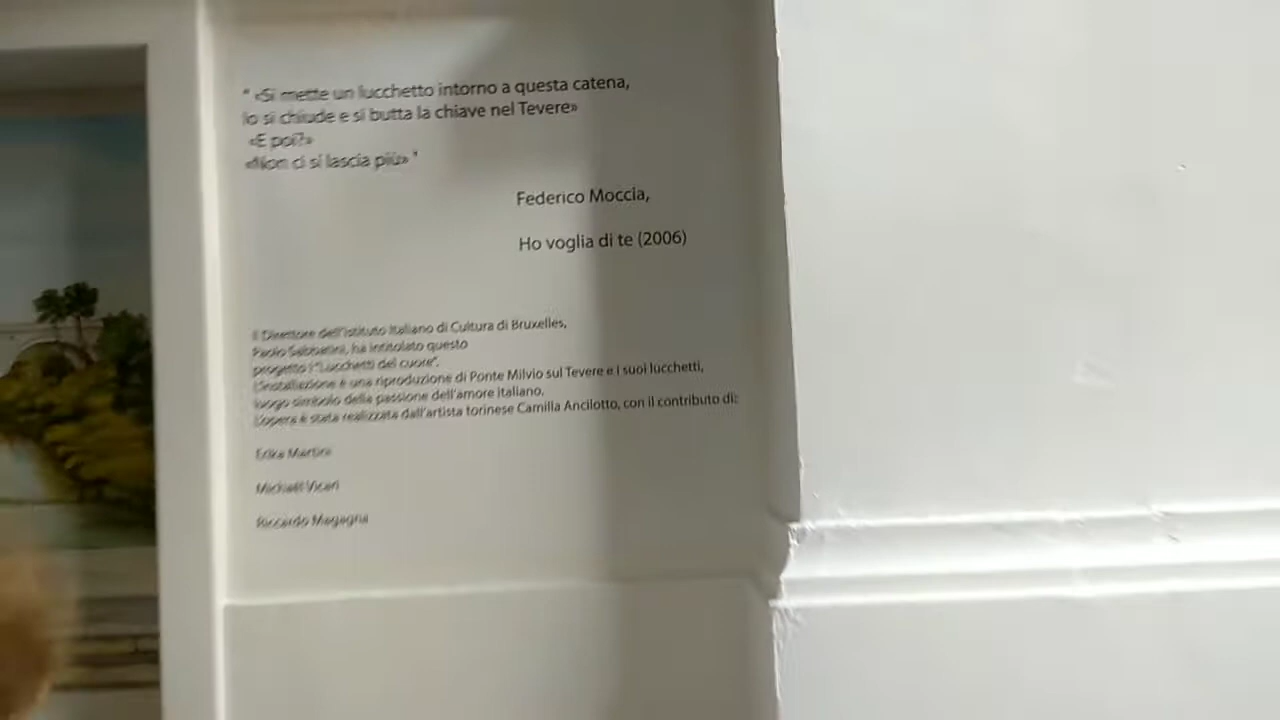 " «Si mette un lucchetto intorno a questa catena,
lo si chiude e si butta la chiave nel Tevere»
«E poi?»
«Non ci si lascia più» "
Federico Moccia,
Ho voglia di te (2006)
Il Direttore dell'Istituto Italiano di Cultura di Bruxelles,
Paolo Sabbatini, ha intitolato questo
progetto i "Lucchetti del cuore".
L'installazione è una riproduzione di Ponte Milvio sul Tevere e i suoi lucchetti,
luogo simbolo della passione dell'amore italiano.
L'opera è stata realizzata dall'artista torinese Camilla Ancilotto, con il contributo di:
Erika Martini
Michaël Viceri
Riccardo Magagna